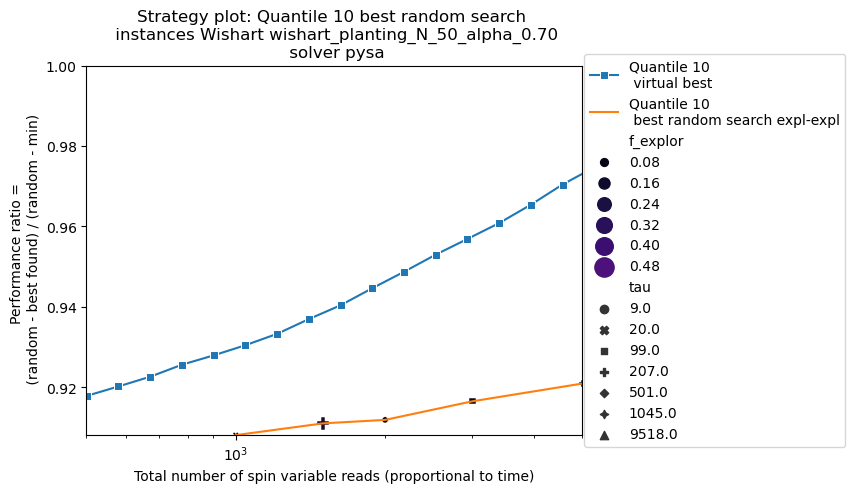 Strategy plot: Quantile 10 best random search
instances Wishart wishart_planting_N_50_alpha_0.70
solver pysa
Performance ratio =
(random - best found) / (random - min)
1.00
0.98
0.96
0.94
0.92
10^3
Total number of spin variable reads (proportional to time)
Quantile 10
virtual best
Quantile 10
best random search expl-expl
f_explor
0.08
0.16
0.24
0.32
0.40
0.48
tau
9.0
20.0
99.0
207.0
501.0
1045.0
9518.0